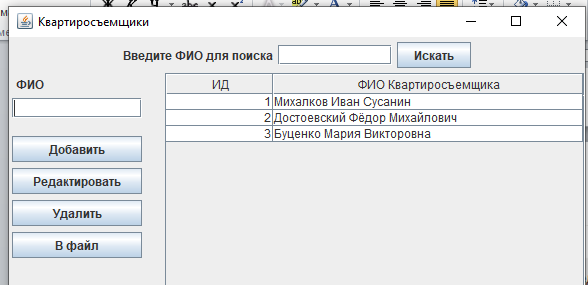 Квартиросъемщики
Введите ФИО для поиска Искать
ФИО
ИД ФИО Квартиросъемщика
1 Михалков Иван Сусанин
2 Достоевский Фёдор Михайлович
3 Буценко Мария Викторовна
Добавить
Редактировать
Удалить
В файл